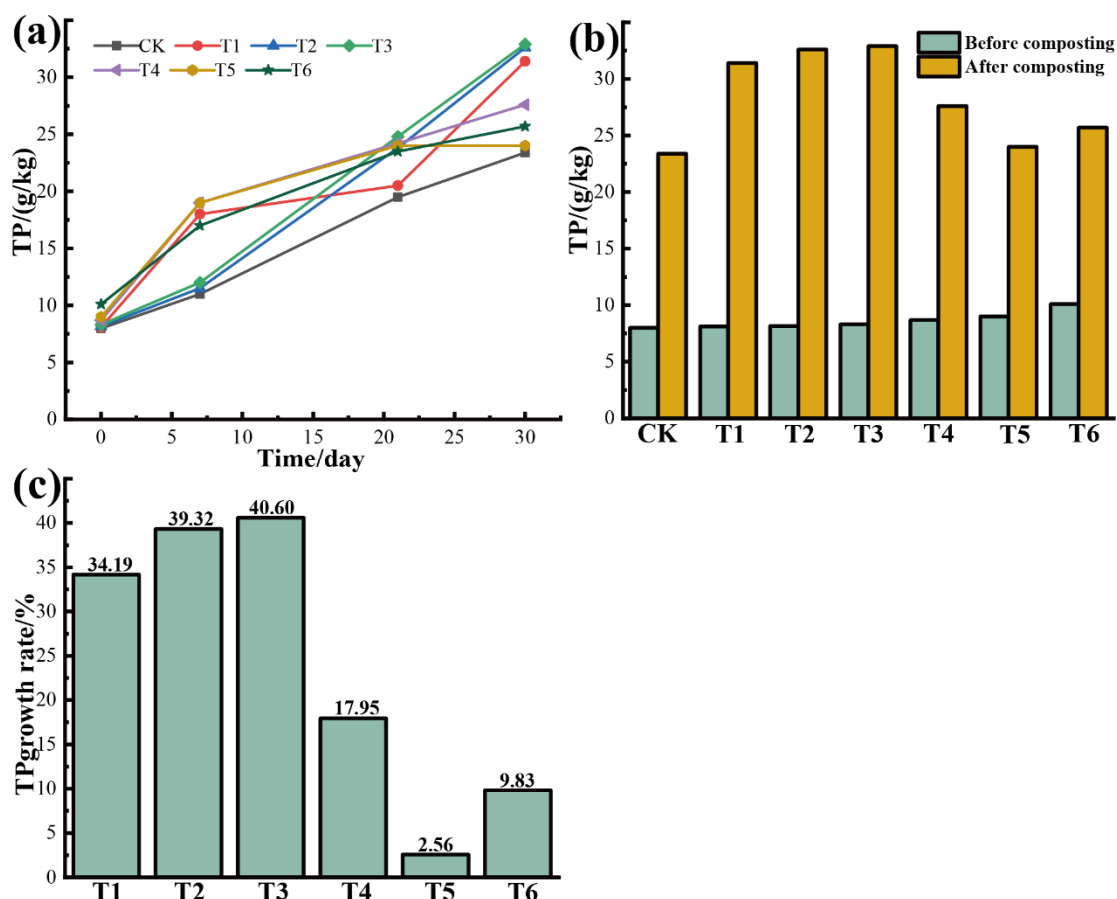 (a)
CK T1 T2 T3
T4 T5 T6
TP/(g/kg)
30
25
20
15
10
5
0
0 5 10 15 20 25 30
Time/day
(b)
Before composting
After composting
TP/(g/kg)
30
25
20
15
10
5
0
CK T1 T2 T3 T4 T5 T6
(c)
TPgrowth rate/%
40
35
30
25
20
15
10
5
0
34.19
39.32
40.60
17.95
2.56
9.83
T1 T2 T3 T4 T5 T6